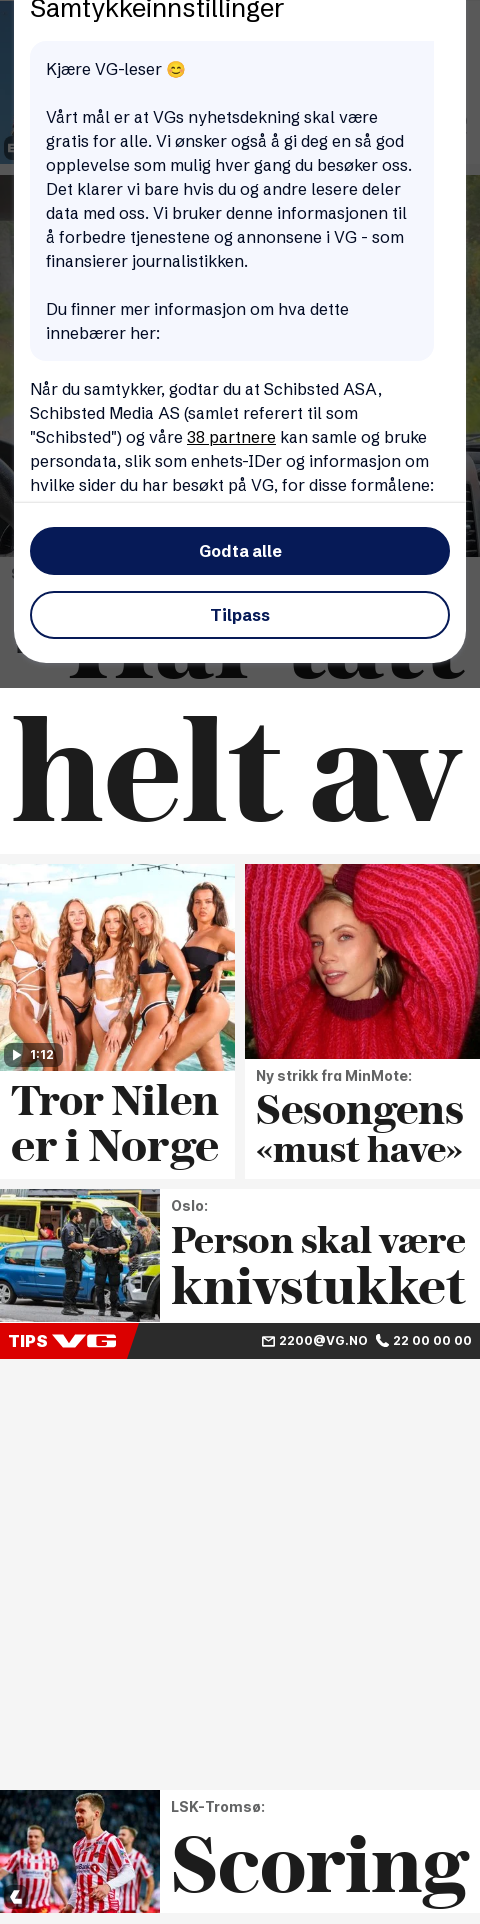 Samtykkeinnstillinger
Kjære VG-leser 😊
Vårt mål er at VGs nyhetsdekning skal være
gratis for alle. Vi ønsker også å gi deg en så god
opplevelse som mulig hver gang du besøker oss.
Det klarer vi bare hvis du og andre lesere deler
data med oss. Vi bruker denne informasjonen til
å forbedre tjenestene og annonsene i VG - som
finansierer journalistikken.
Du finner mer informasjon om hva dette
innebærer her:
Når du samtykker, godtar du at Schibsted ASA,
Schibsted Media AS (samlet referert til som
"Schibsted") og våre 38 partnere kan samle og bruke
persondata, slik som enhets-IDer og informasjon om
hvilke sider du har besøkt på VG, for disse formålene:
Godta alle
Tilpass
helt av
1:12
Tror Nilen
er i Norge
Ny strikk fra MinMote:
Sesongens
«must have»
Oslo:
Person skal være
knivstukket
TIPS VG 2200@VG.NO 22 00 00 00
LSK-Tromsø:
Scoring